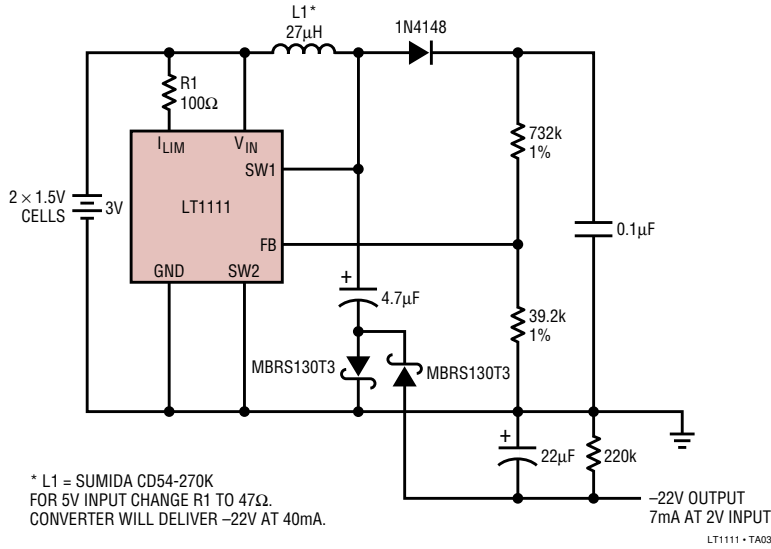 L1*
27µH
1N4148
R1
100Ω
732k
1%
I_LIM
V_IN
SW1
2 × 1.5V
CELLS
3V
LT1111
0.1µF
FB
GND
SW2
+
4.7µF
39.2k
1%
MBRS130T3
MBRS130T3
+
22µF
220k
* L1 = SUMIDA CD54-270K
FOR 5V INPUT CHANGE R1 TO 47Ω.
CONVERTER WILL DELIVER –22V AT 40mA.
–22V OUTPUT
7mA AT 2V INPUT
LT1111 • TA03